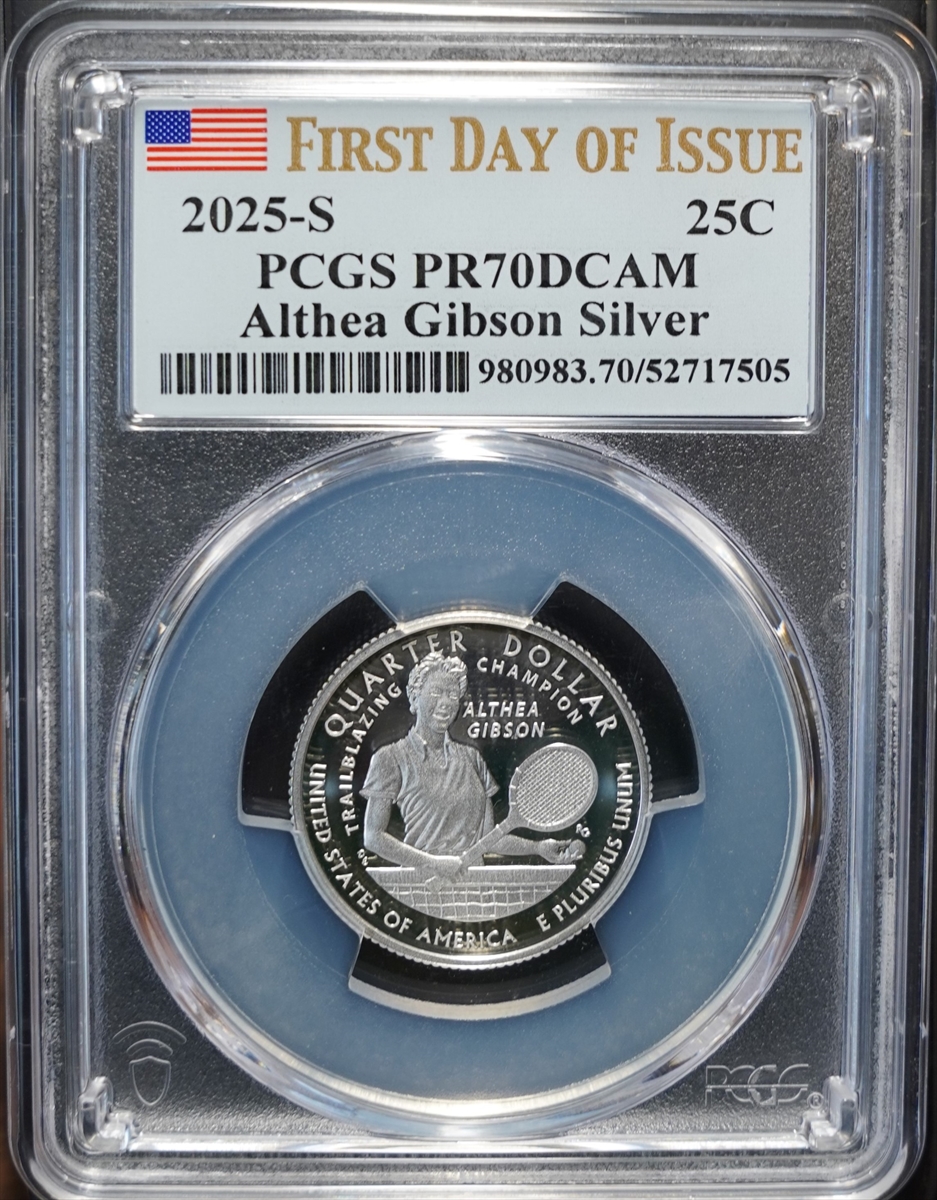 FIRST DAY OF ISSUE
2025-S 25C
PCGS PR70DCAM
Althea Gibson Silver
980983.70/52717505
QUARTER DOLLAR
TRAILBLAZING CHAMPION
ALTHEA
GIBSON
UNITED STATES OF AMERICA
E PLURIBUS UNUM
PCGS